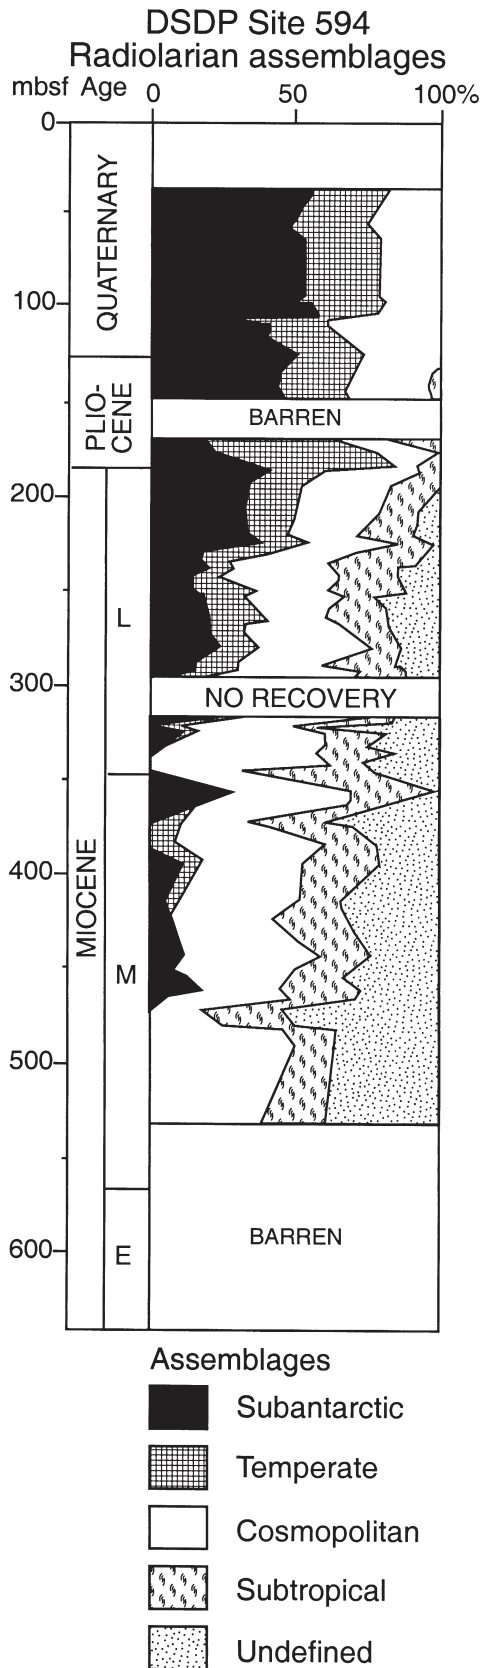 DSDP Site 594
Radiolarian assemblages
mbsf Age 0 50 100%
0
QUATERNARY
100
PLIO-
CENE
BARREN
200
L
300
NO RECOVERY
MIOCENE
400
M
500
600
E
BARREN
Assemblages
Subantarctic
Temperate
Cosmopolitan
Subtropical
Undefined